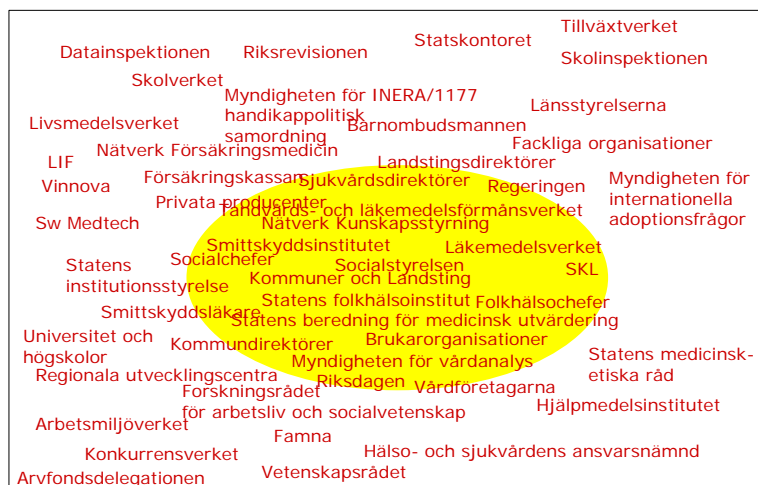 Tillväxtverket
Statskontoret
Datainspektionen
Riksrevisionen
Skolinspektionen
Skolverket
Myndigheten för INERA/1177
handikappolitisk
samordning
Länsstyrelserna
Livsmedelsverket
Barnombudsmannen
Fackliga organisationer
Nätverk Försäkringsmedicin
LIF
Landstingsdirektörer
Försäkringskassan
Sjukvårdsdirektörer
Regeringen
Myndigheten för
internationella
adoptionsfrågor
Vinnova
Privata producenter
Tandvårds- och läkemedelsförmånsverket
Sw Medtech
Nätverk Kunskapsstyrning
Smittskyddsinstitutet
Läkemedelsverket
Socialchefer
Socialstyrelsen
SKL
Statens
institutionsstyrelse
Kommuner och Landsting
Statens folkhälsoinstitut
Folkhälsochefer
Smittskyddsläkare
Statens beredning för medicinsk utvärdering
Universitet och
högskolor
Kommundirektörer
Brukarorganisationer
Myndigheten för vårdanalys
Statens medicinsk-
etiska råd
Regionala utvecklingscentra
Riksdagen
Vårdföretagarna
Forskningsrådet
för arbetsliv och socialvetenskap
Hjälpmedelsinstitutet
Arbetsmiljöverket
Famna
Konkurrensverket
Hälso- och sjukvårdens ansvarsnämnd
Arvfondsdelegationen
Vetenskapsrådet